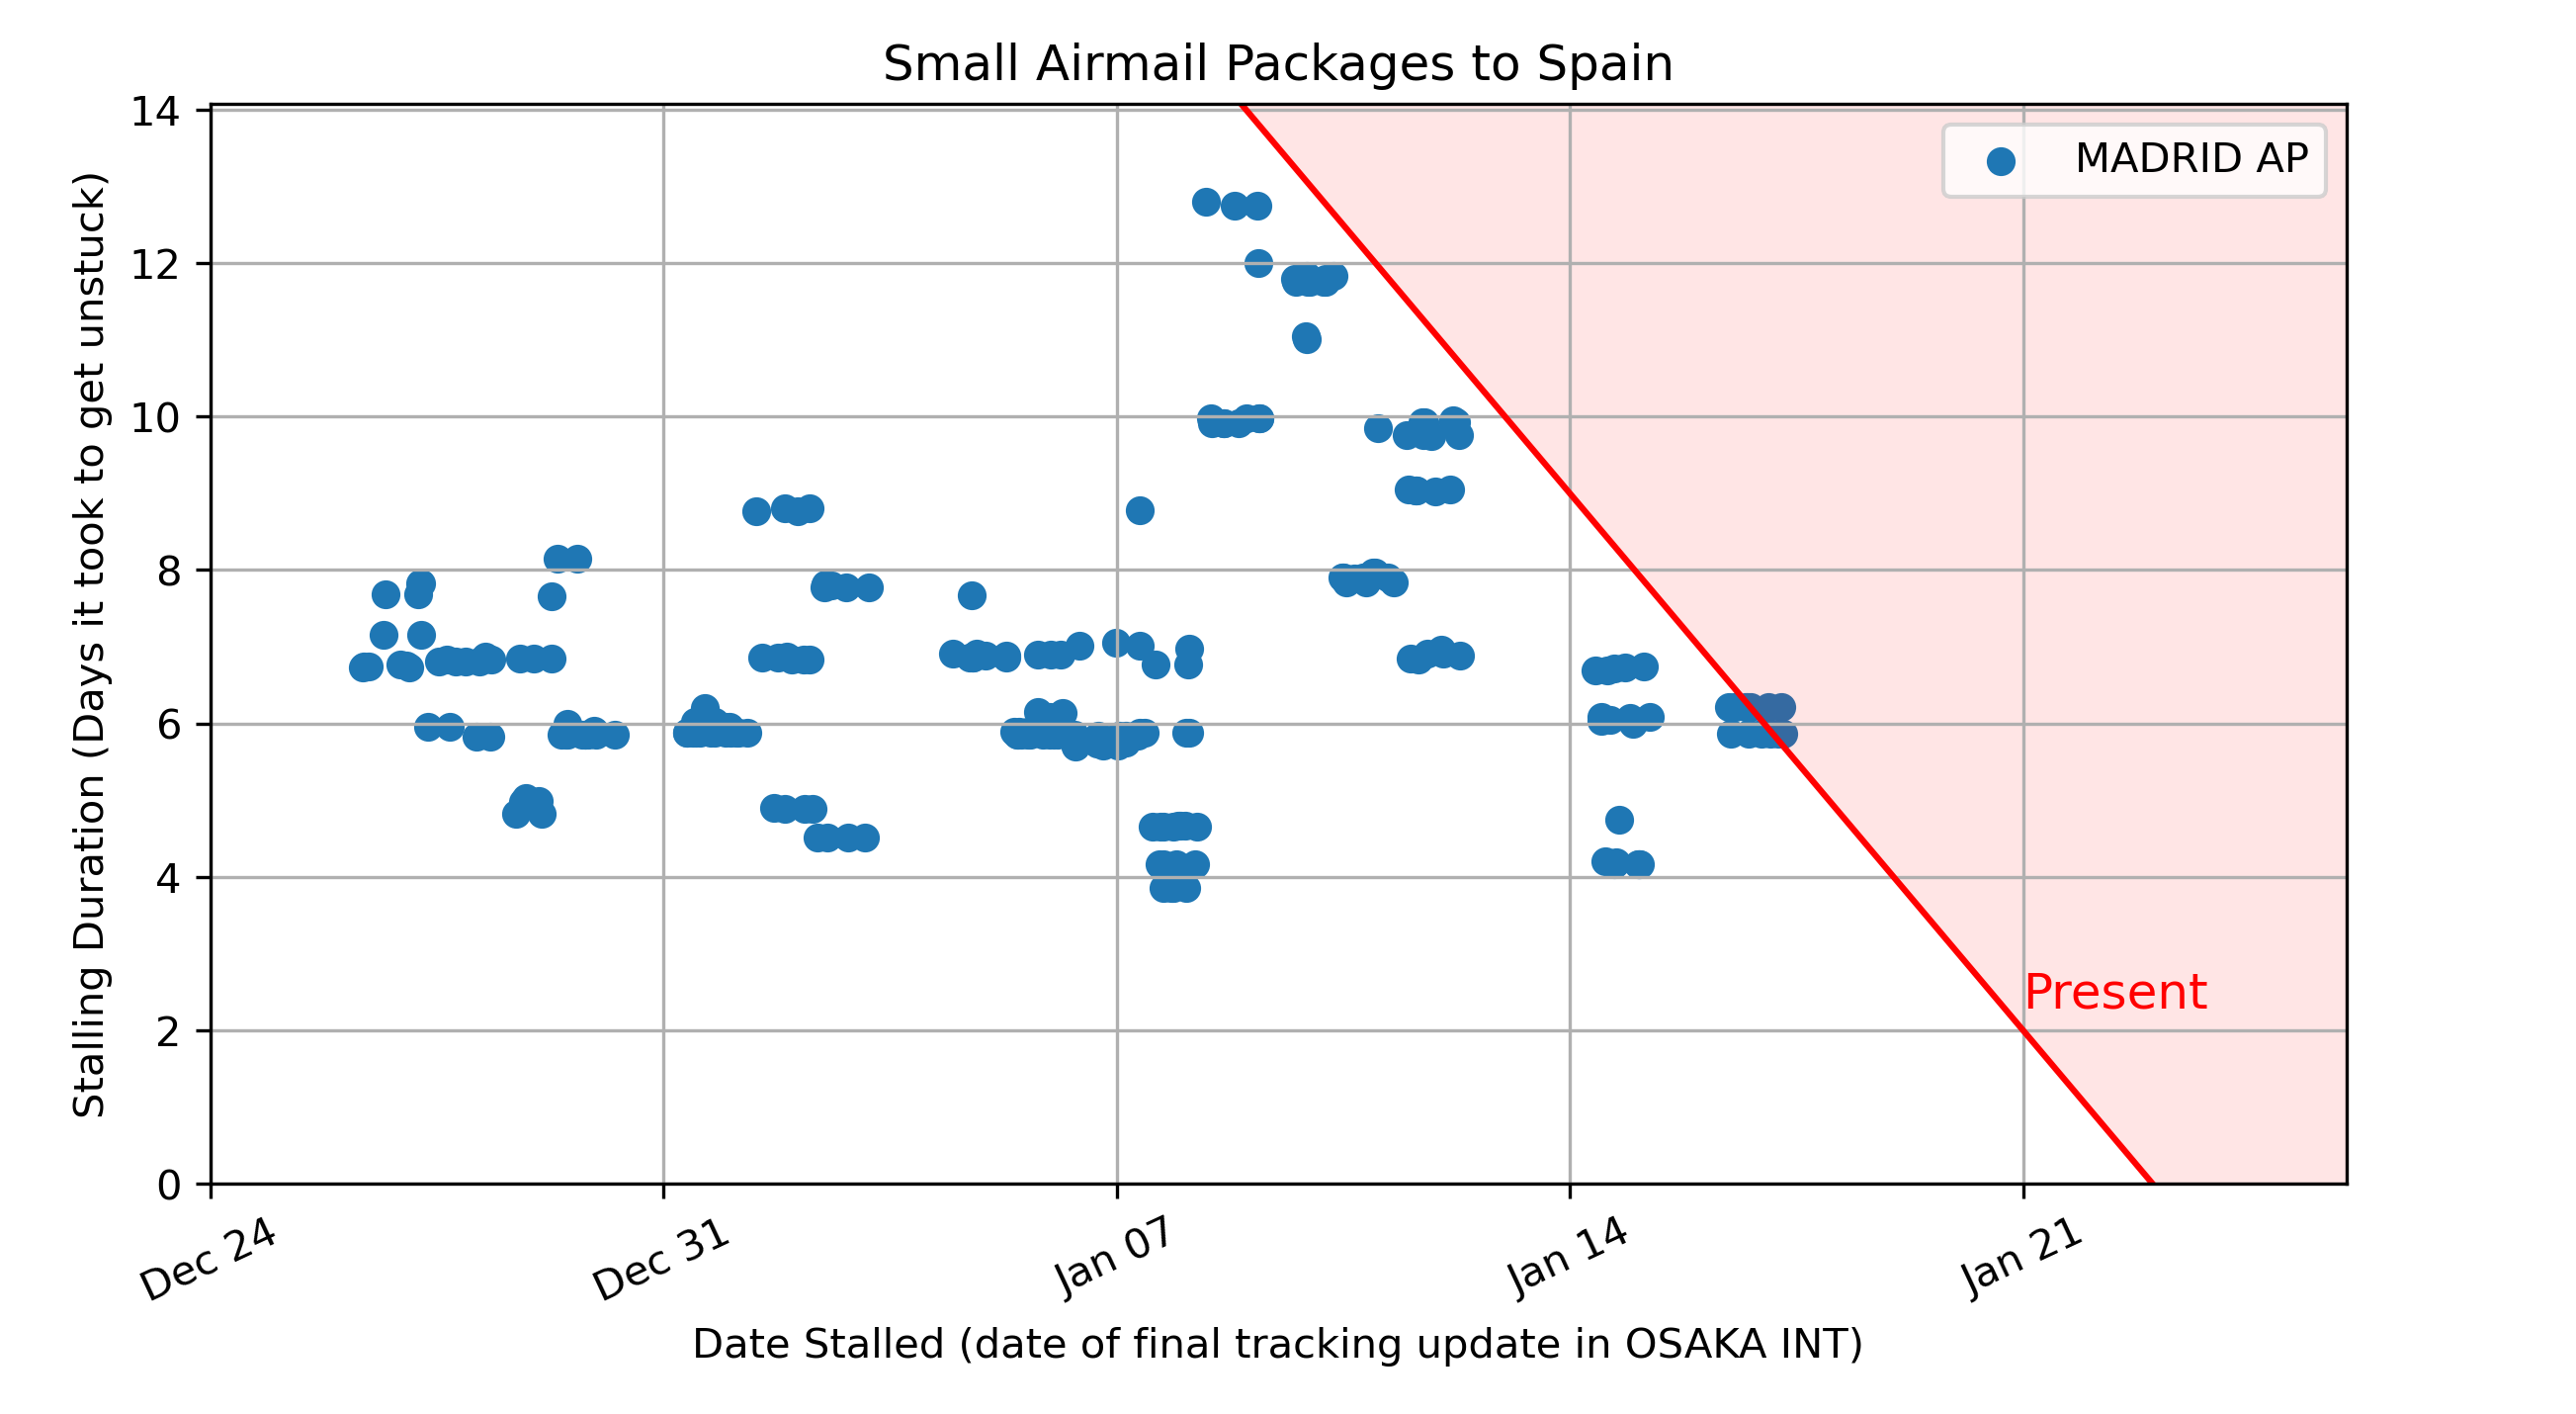 Small Airmail Packages to Spain
Stalling Duration (Days it took to get unstuck)
14
12
10
8
6
4
2
0
MADRID AP
Present
Dec 24
Dec 31
Jan 07
Jan 14
Jan 21
Date Stalled (date of final tracking update in OSAKA INT)